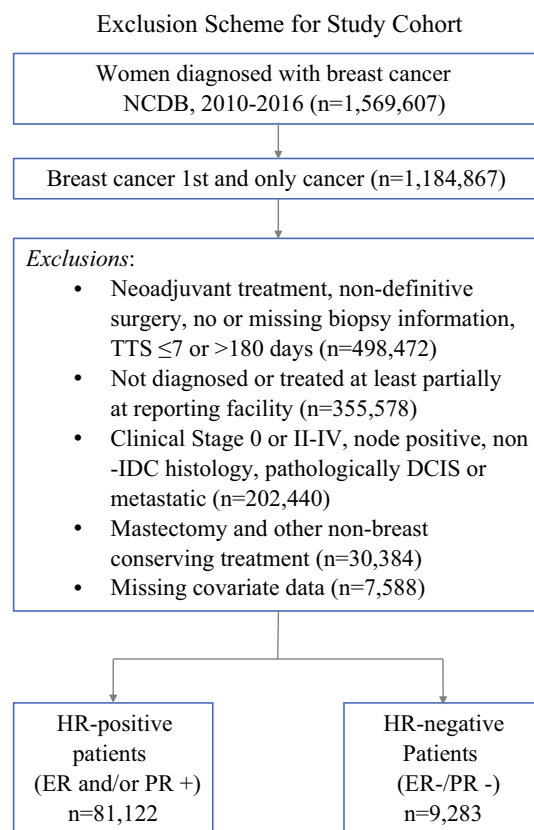 Exclusion Scheme for Study Cohort
Women diagnosed with breast cancer
NCDB, 2010-2016 (n=1,569,607)
Breast cancer 1st and only cancer (n=1,184,867)
Exclusions:
• Neoadjuvant treatment, non-definitive
surgery, no or missing biopsy information,
TTS ≤7 or >180 days (n=498,472)
• Not diagnosed or treated at least partially
at reporting facility (n=355,578)
• Clinical Stage 0 or II-IV, node positive, non
-IDC histology, pathologically DCIS or
metastatic (n=202,440)
• Mastectomy and other non-breast
conserving treatment (n=30,384)
• Missing covariate data (n=7,588)
HR-positive
patients
(ER and/or PR +)
n=81,122
HR-negative
Patients
(ER-/PR -)
n=9,283